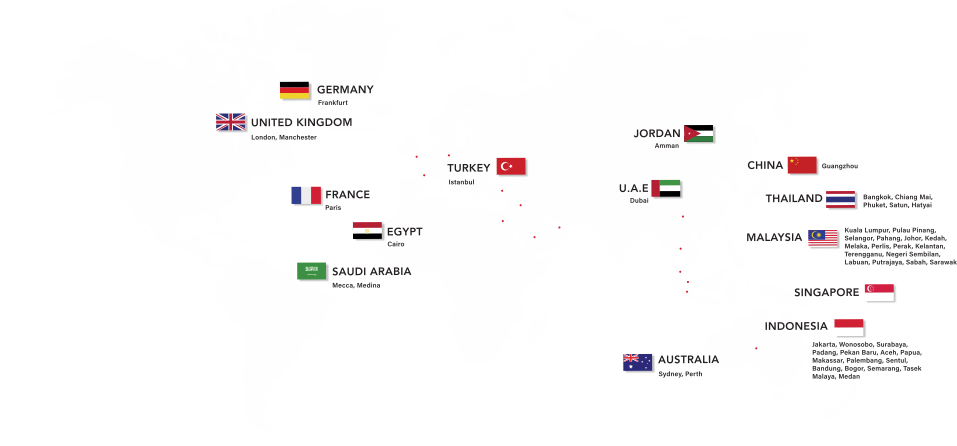 GERMANY
Frankfurt
UNITED KINGDOM
London, Manchester
JORDAN
Amman
TURKEY
Istanbul
CHINA
Guangzhou
U.A.E
Dubai
FRANCE
Paris
THAILAND
Bangkok, Chiang Mai,
Phuket, Satun, Hatyai
EGYPT
Cairo
MALAYSIA
Kuala Lumpur, Pulau Pinang,
Selangor, Pahang, Johor, Kedah,
Melaka, Perlis, Perak, Kelantan,
Terengganu, Negeri Sembilan,
Labuan, Putrajaya, Sabah, Sarawak
SAUDI ARABIA
Mecca, Medina
SINGAPORE
INDONESIA
Jakarta, Wonosobo, Surabaya,
Padang, Pekan Baru, Aceh, Papua,
Makassar, Palembang, Sentul,
Bandung, Bogor, Semarang, Tasek
Malaya, Medan
AUSTRALIA
Sydney, Perth